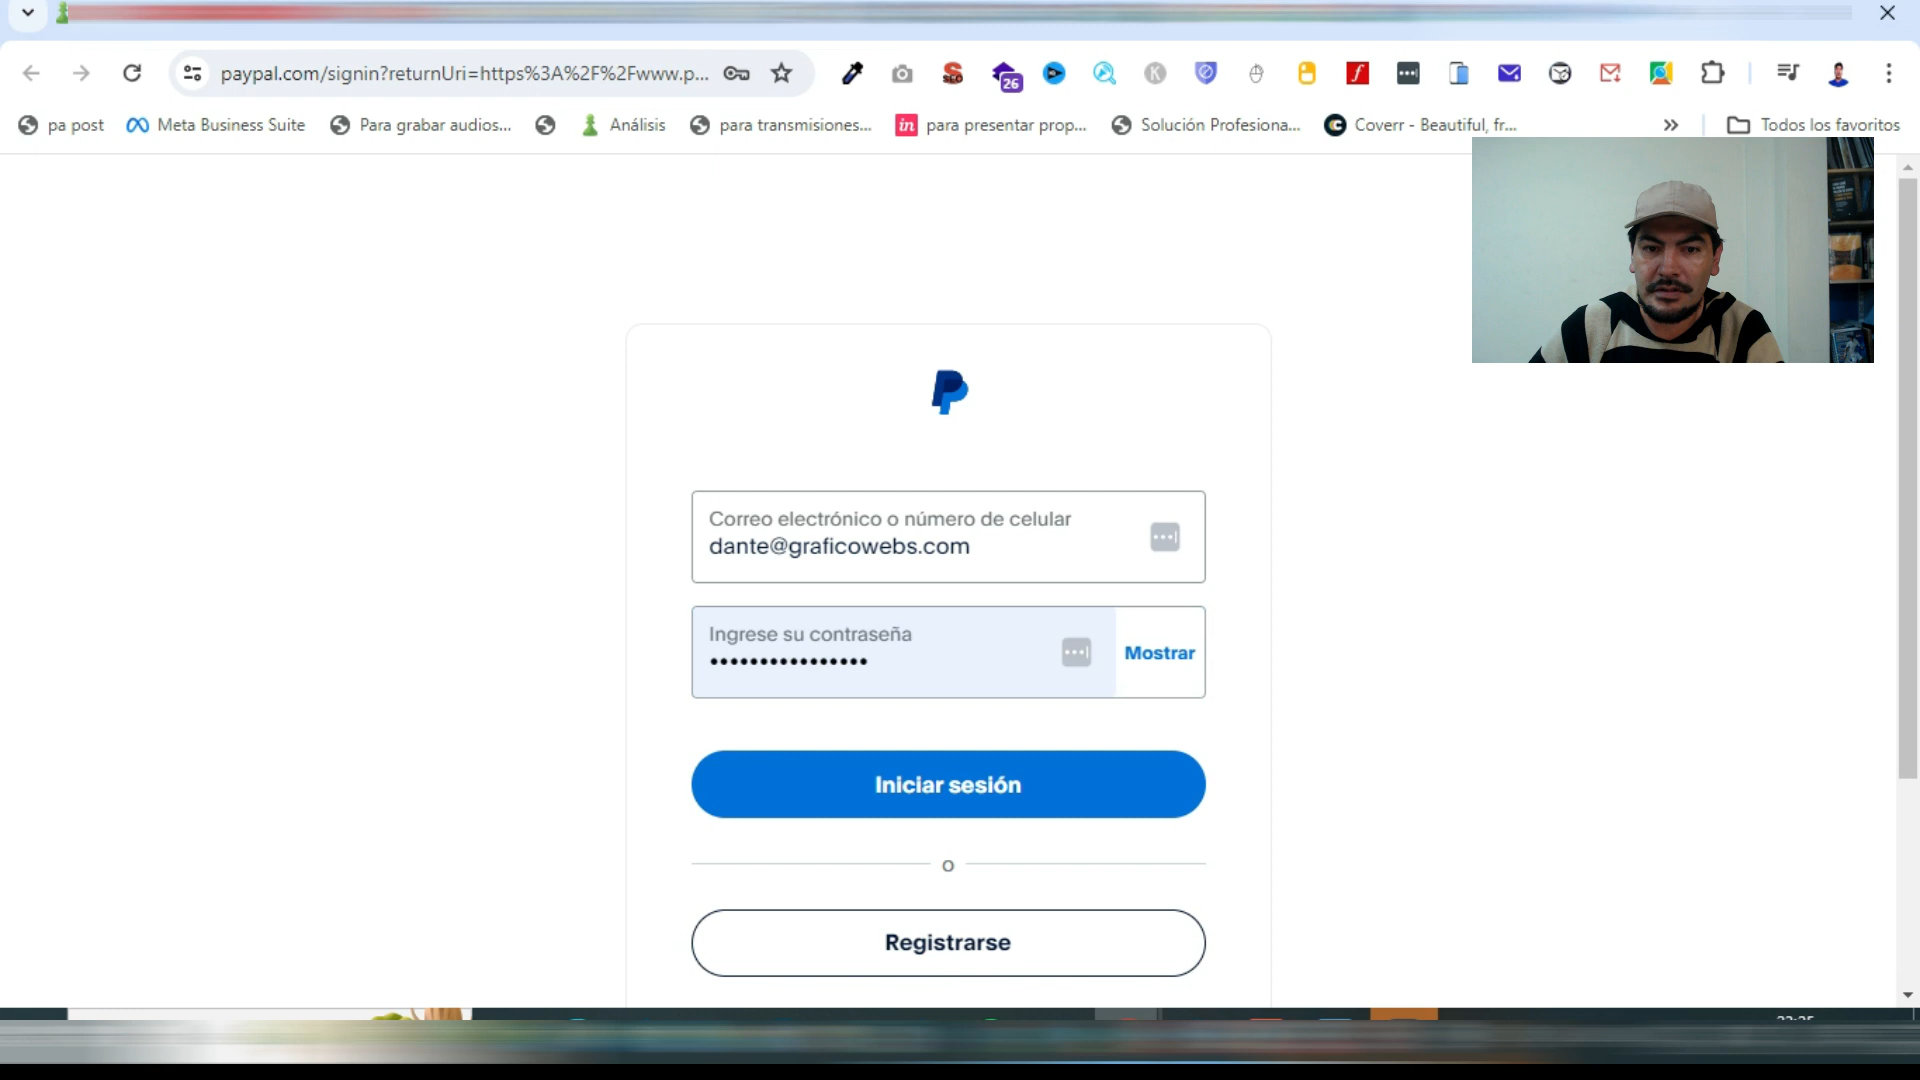 paypal.com/signin?returnUri=https%3A%2F%2Fwww.p...
26
pa post
Meta Business Suite
Para grabar audios...
Análisis
para transmisiones...
in
para presentar prop...
Solución Profesiona...
Coverr - Beautiful, fr...
Todos los favoritos
Correo electrónico o número de celular
dante@graficowebs.com
Ingrese su contraseña
••••••••••••••••
Mostrar
Iniciar sesión
o
Registrarse